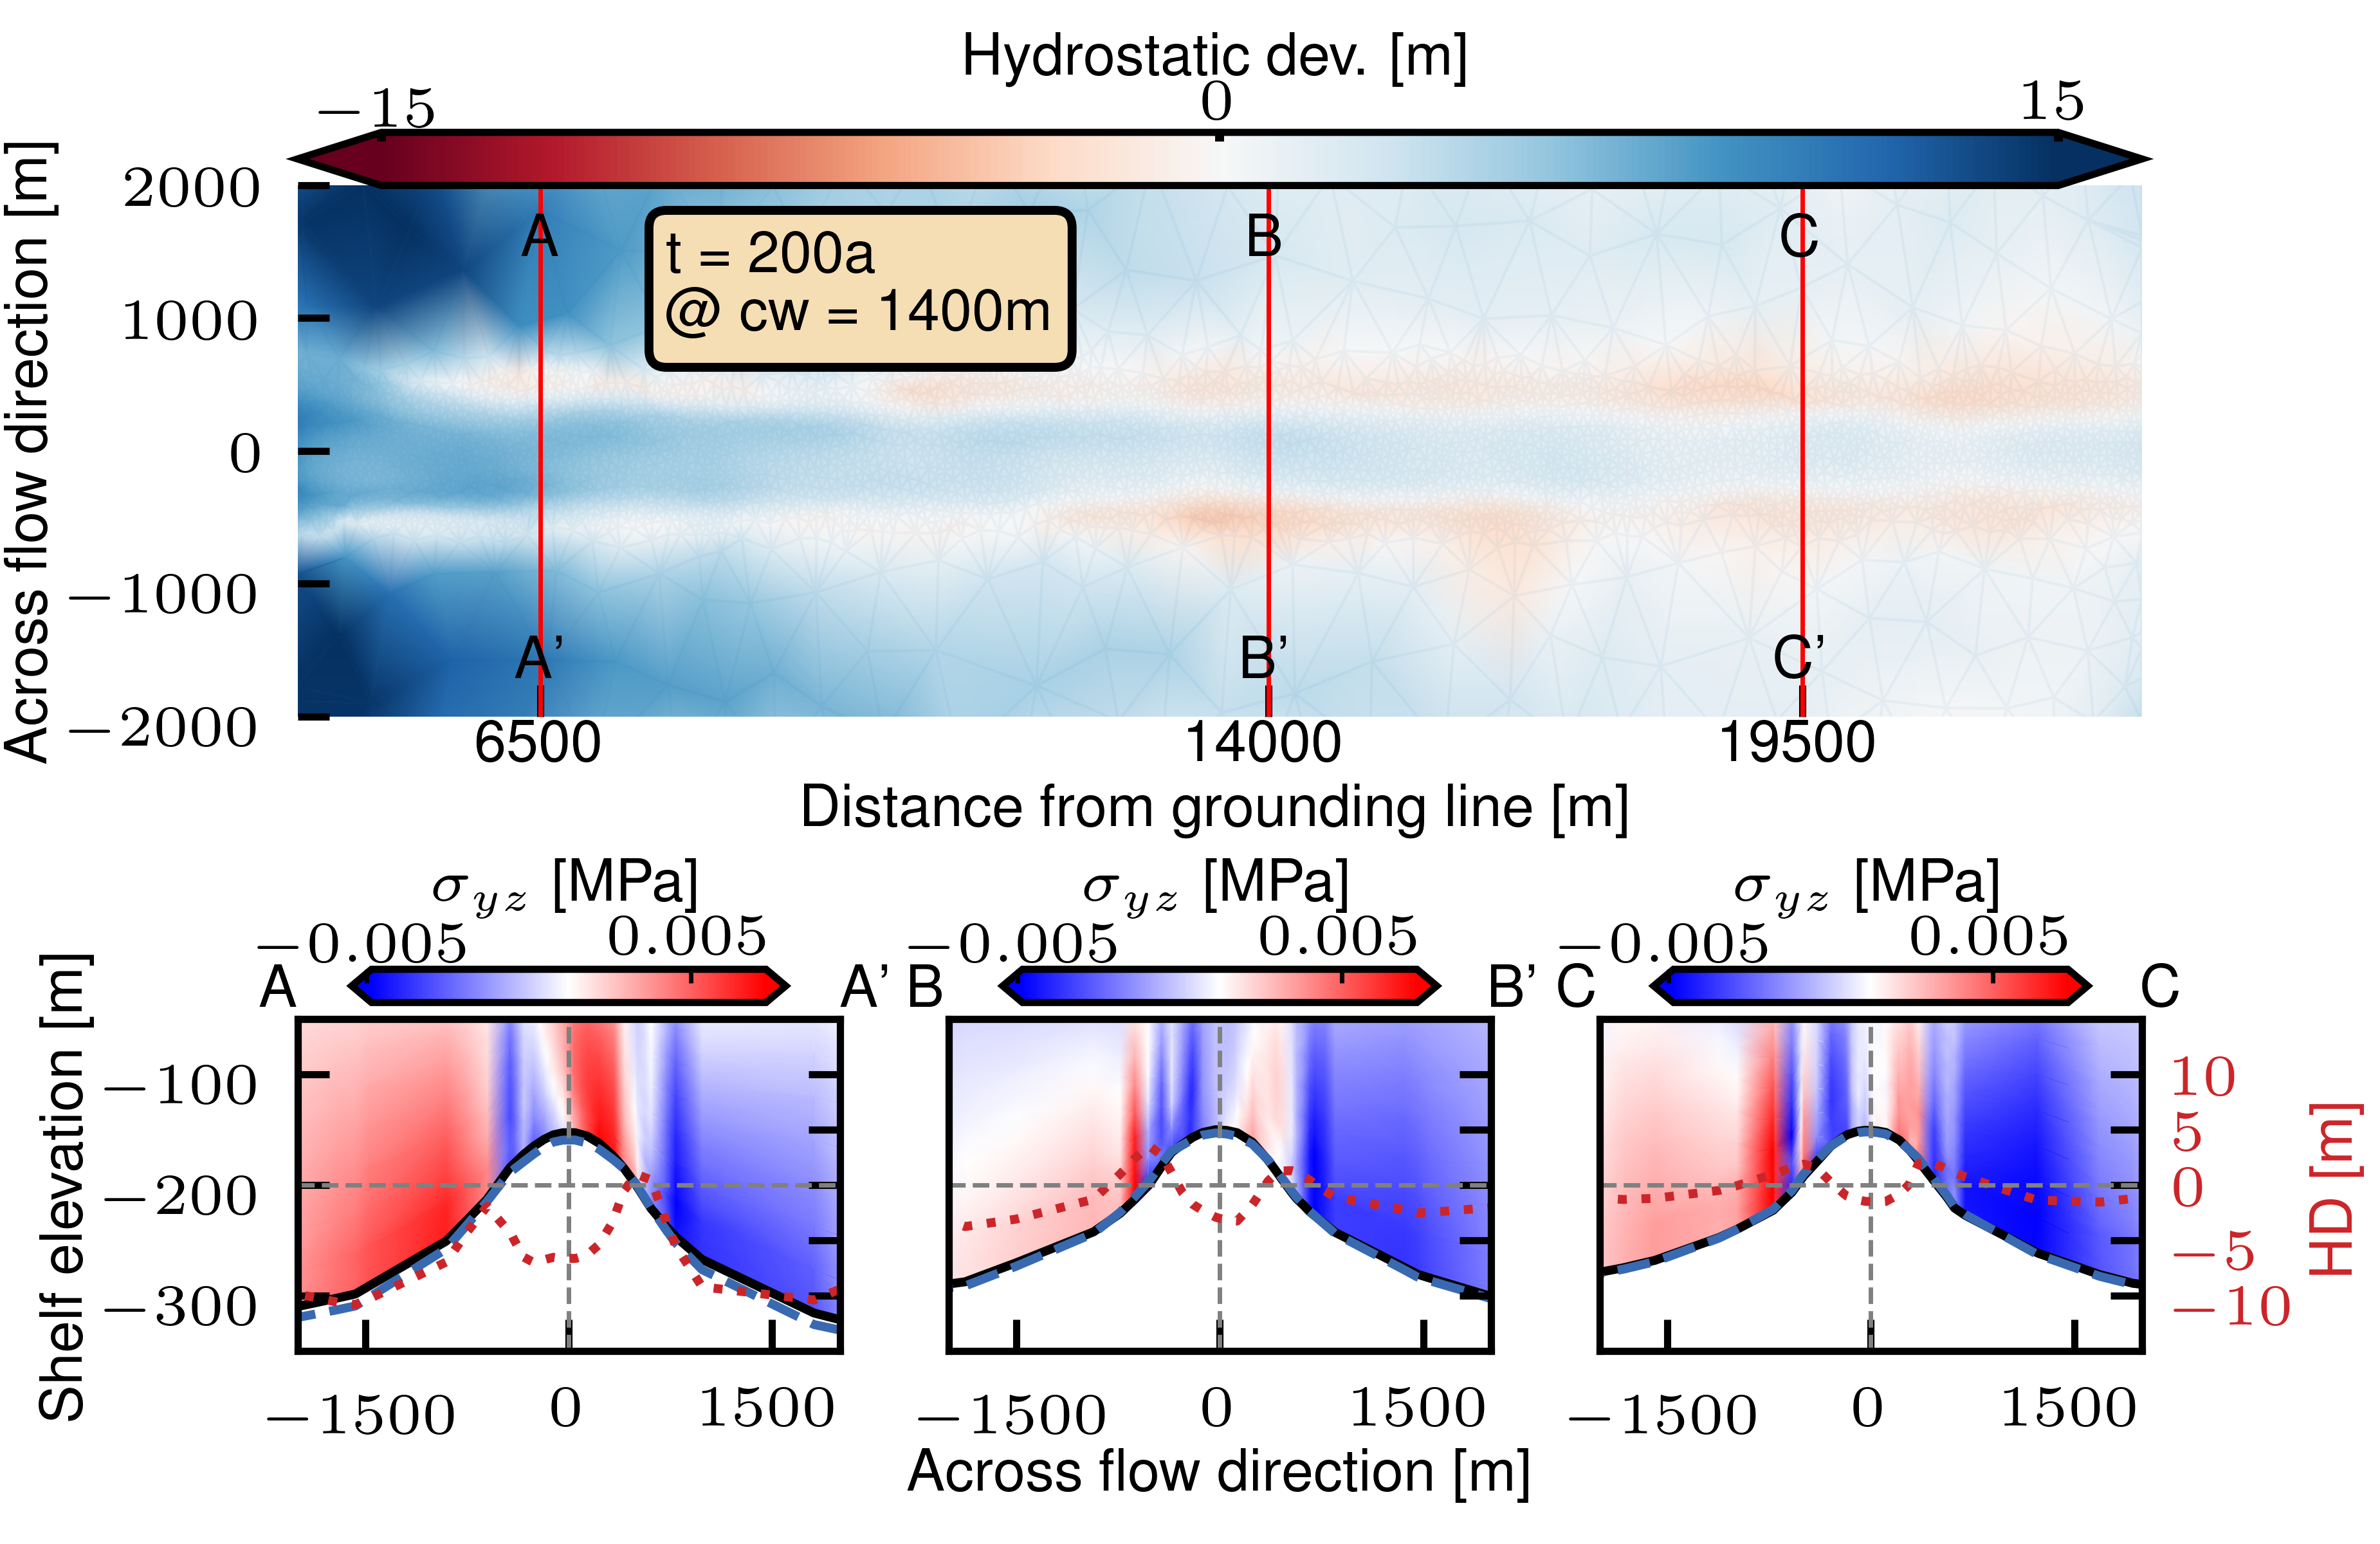 Hydrostatic dev. [m]
−15 0 15
Across flow direction [m]
2000
1000
0
−1000
−2000
A B C
t = 200a
@ cw = 1400m
A’ B’ C’
6500 14000 19500
Distance from grounding line [m]
σyz [MPa] σyz [MPa] σyz [MPa]
−0.005 0.005 −0.005 0.005 −0.005 0.005
A A’ B B’ C C
Shelf elevation [m]
−100
−200
−300
10
5
0
−5
−10
HD [m]
−1500 0 1500 −1500 0 1500 −1500 0 1500
Across flow direction [m]